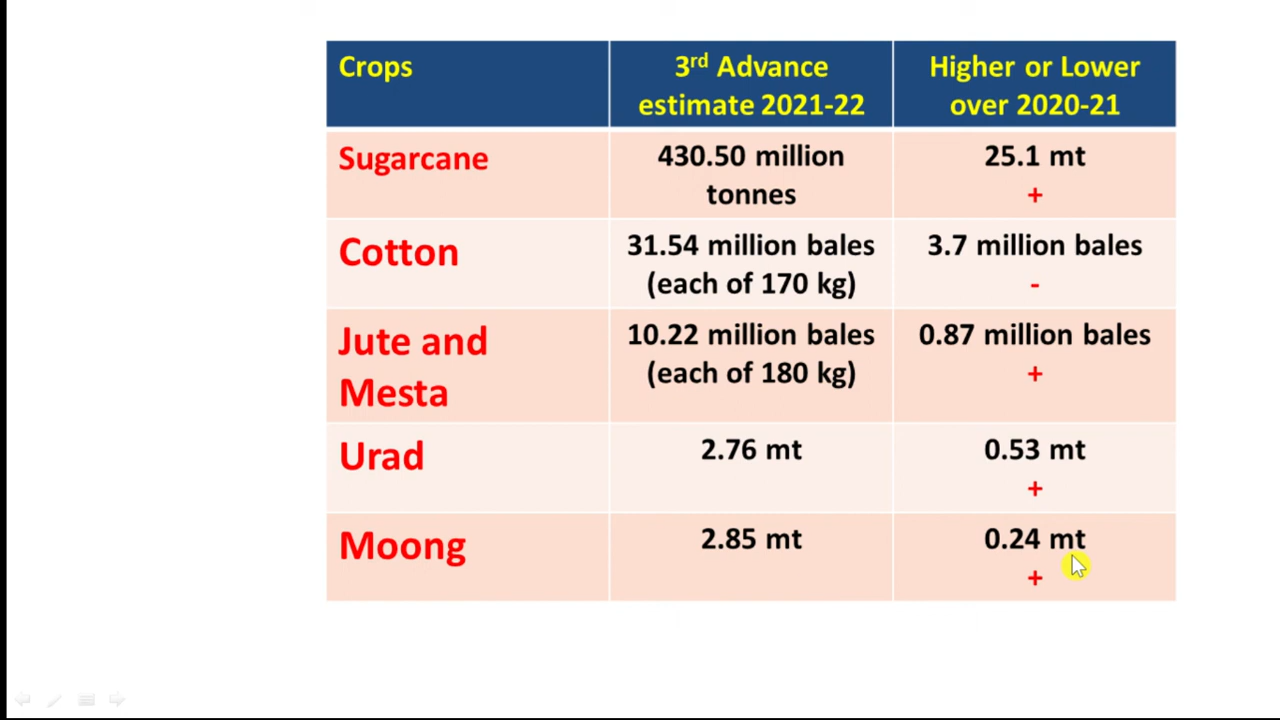 Crops
3rd Advance
estimate 2021-22
Higher or Lower
over 2020-21
Sugarcane
430.50 million
tonnes
25.1 mt
+
Cotton
31.54 million bales
(each of 170 kg)
3.7 million bales
-
Jute and
Mesta
10.22 million bales
(each of 180 kg)
0.87 million bales
+
Urad
2.76 mt
0.53 mt
+
Moong
2.85 mt
0.24 mt
+